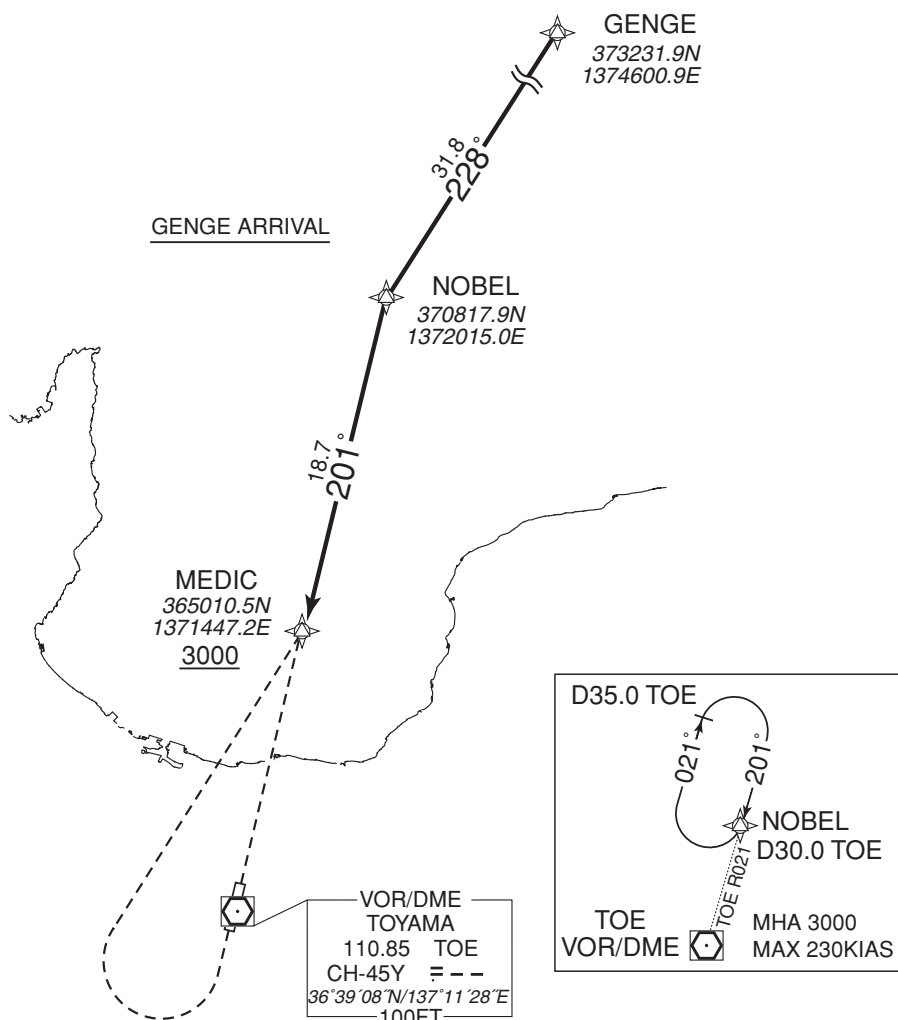 GENGE
373231.9N
1374600.9E
31.8
228°
GENGE ARRIVAL
NOBEL
370817.9N
1372015.0E
18.7
201°
MEDIC
365010.5N
1371447.2E
3000
VOR/DME
TOYAMA
110.85 TOE
CH-45Y
36°39′08″N/137°11′28″E
100FT
D35.0 TOE
021°
201°
NOBEL
D30.0 TOE
TOE R021
TOE
VOR/DME
MHA 3000
MAX 230KIAS